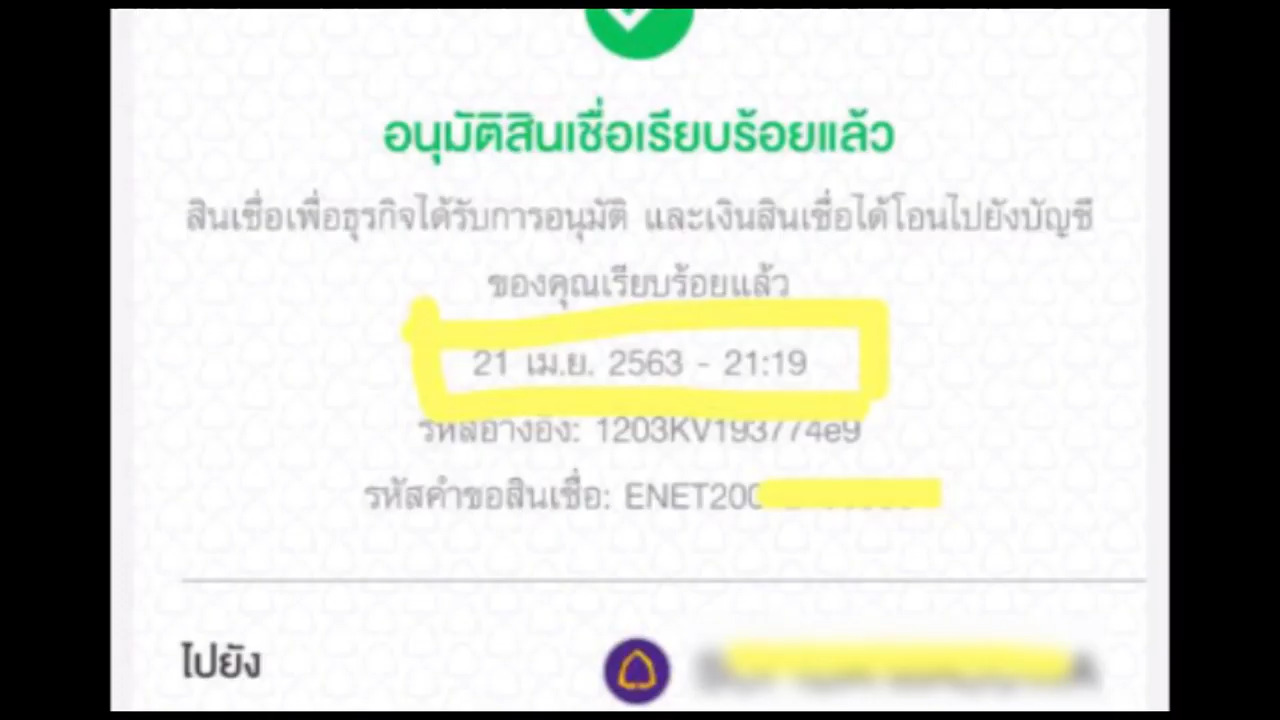 อนุมัติสินเชื่อเรียบร้อยแล้ว
สินเชื่อเพื่อธุรกิจได้รับการอนุมัติ และเงินสินเชื่อได้โอนไปยังบัญชี
ของคุณเรียบร้อยแล้ว
21 เม.ย. 2563 - 21:19
รหัสอ้างอิง: 1203KV193774e9
รหัสคำขอสินเชื่อ: ENET200
ไปยัง